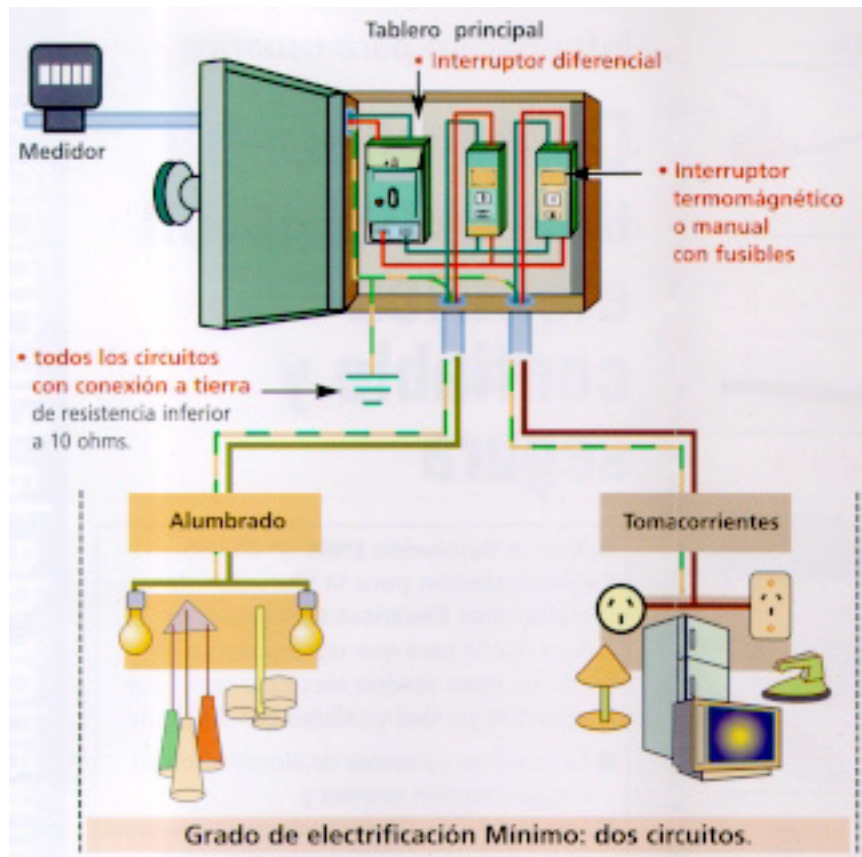 Tablero principal
• Interruptor diferencial
Medidor
• Interruptor
termomágnético
o manual
con fusibles
• todos los circuitos
con conexión a tierra
de resistencia inferior
a 10 ohms.
Alumbrado
Tomacorrientes
Grado de electrificación Mínimo: dos circuitos.